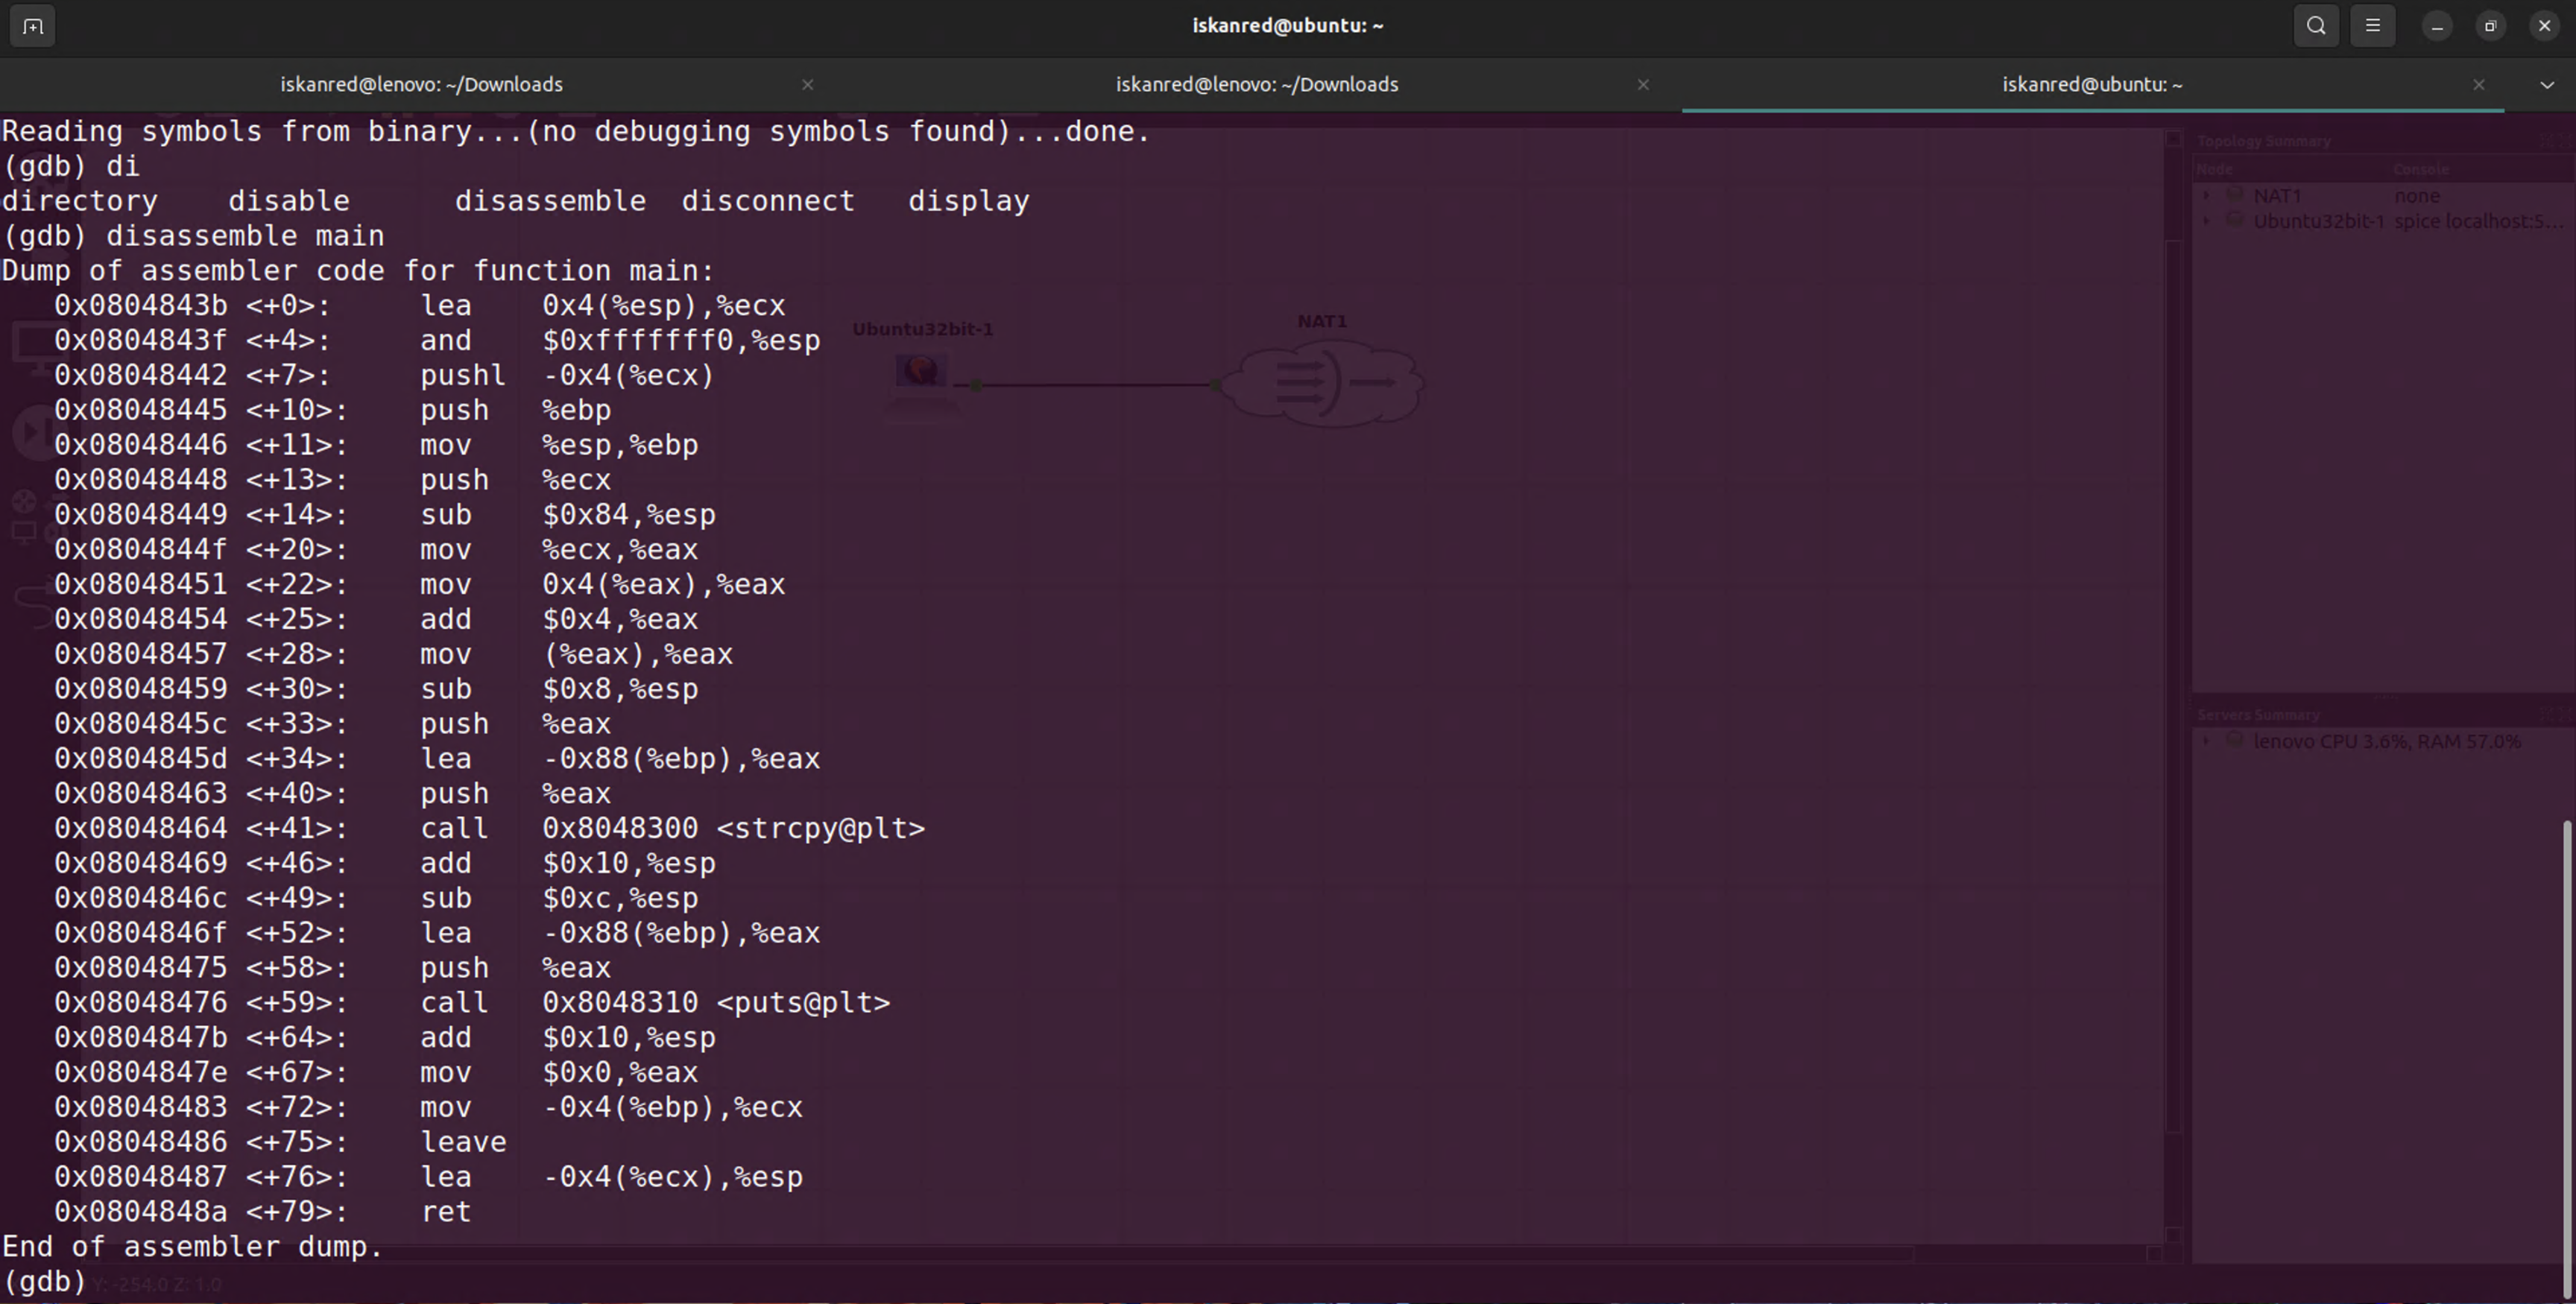 iskanred@ubuntu: ~
iskanred@lenovo: ~/Downloads
iskanred@lenovo: ~/Downloads
iskanred@ubuntu: ~
Reading symbols from binary...(no debugging symbols found)...done.
(gdb) di
directory    disable      disassemble  disconnect   display
(gdb) disassemble main
Dump of assembler code for function main:
   0x0804843b <+0>:     lea    0x4(%esp),%ecx
   0x0804843f <+4>:     and    $0xfffffff0,%esp
   0x08048442 <+7>:     pushl  -0x4(%ecx)
   0x08048445 <+10>:    push   %ebp
   0x08048446 <+11>:    mov    %esp,%ebp
   0x08048448 <+13>:    push   %ecx
   0x08048449 <+14>:    sub    $0x84,%esp
   0x0804844f <+20>:    mov    %ecx,%eax
   0x08048451 <+22>:    mov    0x4(%eax),%eax
   0x08048454 <+25>:    add    $0x4,%eax
   0x08048457 <+28>:    mov    (%eax),%eax
   0x08048459 <+30>:    sub    $0x8,%esp
   0x0804845c <+33>:    push   %eax
   0x0804845d <+34>:    lea    -0x88(%ebp),%eax
   0x08048463 <+40>:    push   %eax
   0x08048464 <+41>:    call   0x8048300 <strcpy@plt>
   0x08048469 <+46>:    add    $0x10,%esp
   0x0804846c <+49>:    sub    $0xc,%esp
   0x0804846f <+52>:    lea    -0x88(%ebp),%eax
   0x08048475 <+58>:    push   %eax
   0x08048476 <+59>:    call   0x8048310 <puts@plt>
   0x0804847b <+64>:    add    $0x10,%esp
   0x0804847e <+67>:    mov    $0x0,%eax
   0x08048483 <+72>:    mov    -0x4(%ebp),%ecx
   0x08048486 <+75>:    leave
   0x08048487 <+76>:    lea    -0x4(%ecx),%esp
   0x0804848a <+79>:    ret
End of assembler dump.
(gdb)
Y: -254.0 Z: 1.0
Ubuntu32bit-1
NAT1
Topology Summary
Node Console
NAT1 none
Ubuntu32bit-1 spice localhost:5...
Servers Summary
lenovo CPU 3.6%, RAM 57.0%